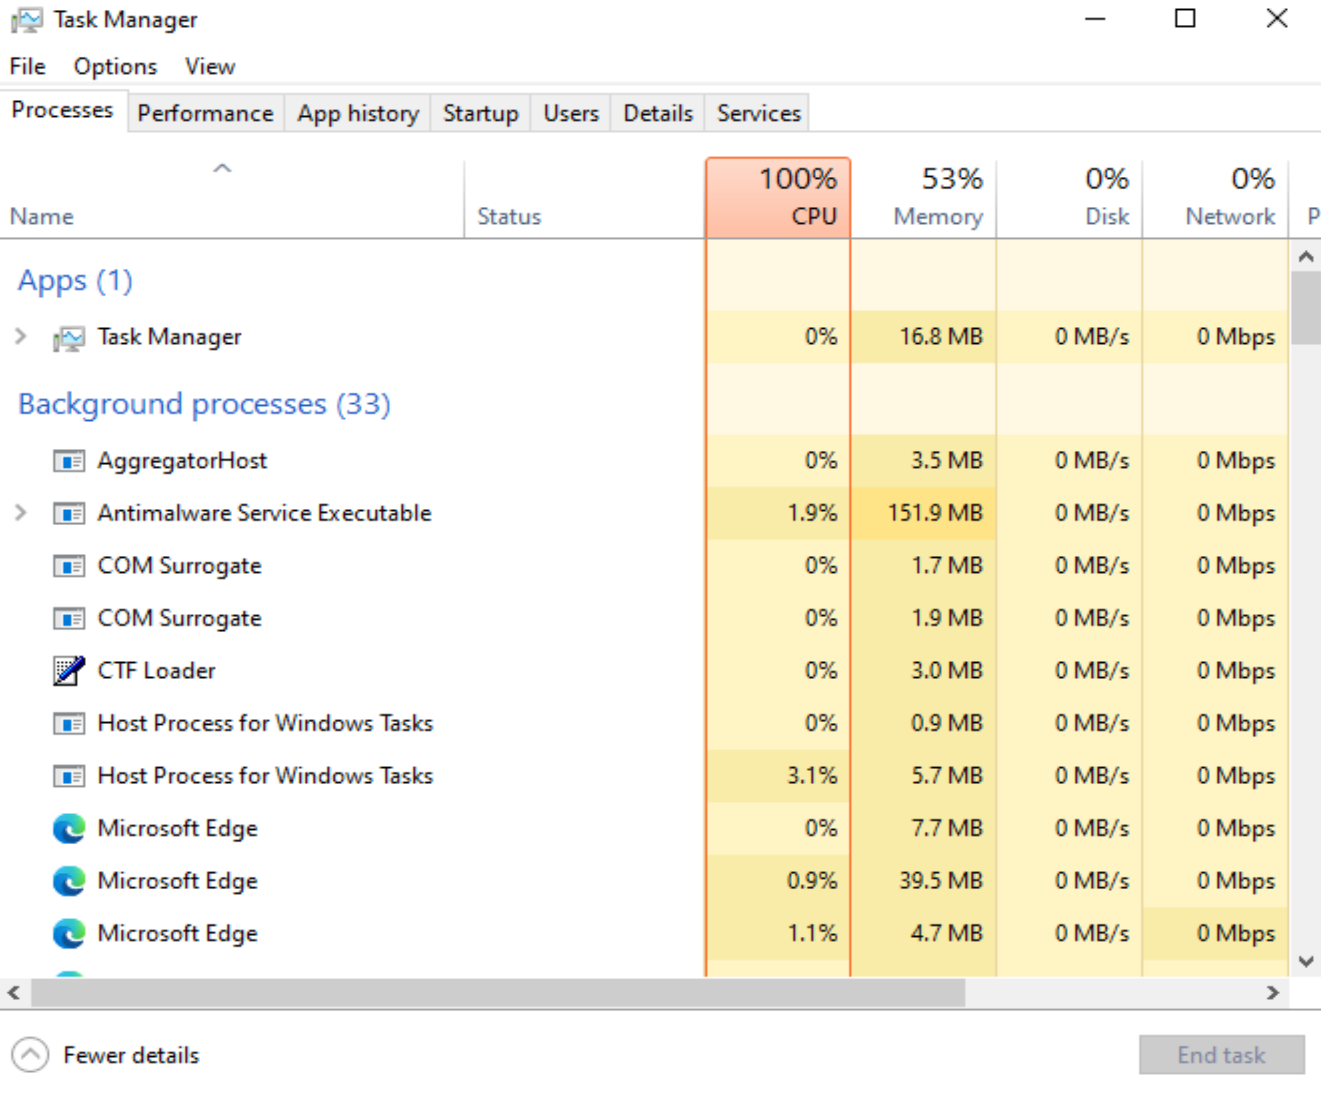 Task Manager
File Options View
Processes Performance App history Startup Users Details Services
100% 53% 0% 0%
Name Status CPU Memory Disk Network P
Apps (1)
Task Manager 0% 16.8 MB 0 MB/s 0 Mbps
Background processes (33)
AggregatorHost 0% 3.5 MB 0 MB/s 0 Mbps
Antimalware Service Executable 1.9% 151.9 MB 0 MB/s 0 Mbps
COM Surrogate 0% 1.7 MB 0 MB/s 0 Mbps
COM Surrogate 0% 1.9 MB 0 MB/s 0 Mbps
CTF Loader 0% 3.0 MB 0 MB/s 0 Mbps
Host Process for Windows Tasks 0% 0.9 MB 0 MB/s 0 Mbps
Host Process for Windows Tasks 3.1% 5.7 MB 0 MB/s 0 Mbps
Microsoft Edge 0% 7.7 MB 0 MB/s 0 Mbps
Microsoft Edge 0.9% 39.5 MB 0 MB/s 0 Mbps
Microsoft Edge 1.1% 4.7 MB 0 MB/s 0 Mbps
Fewer details End task